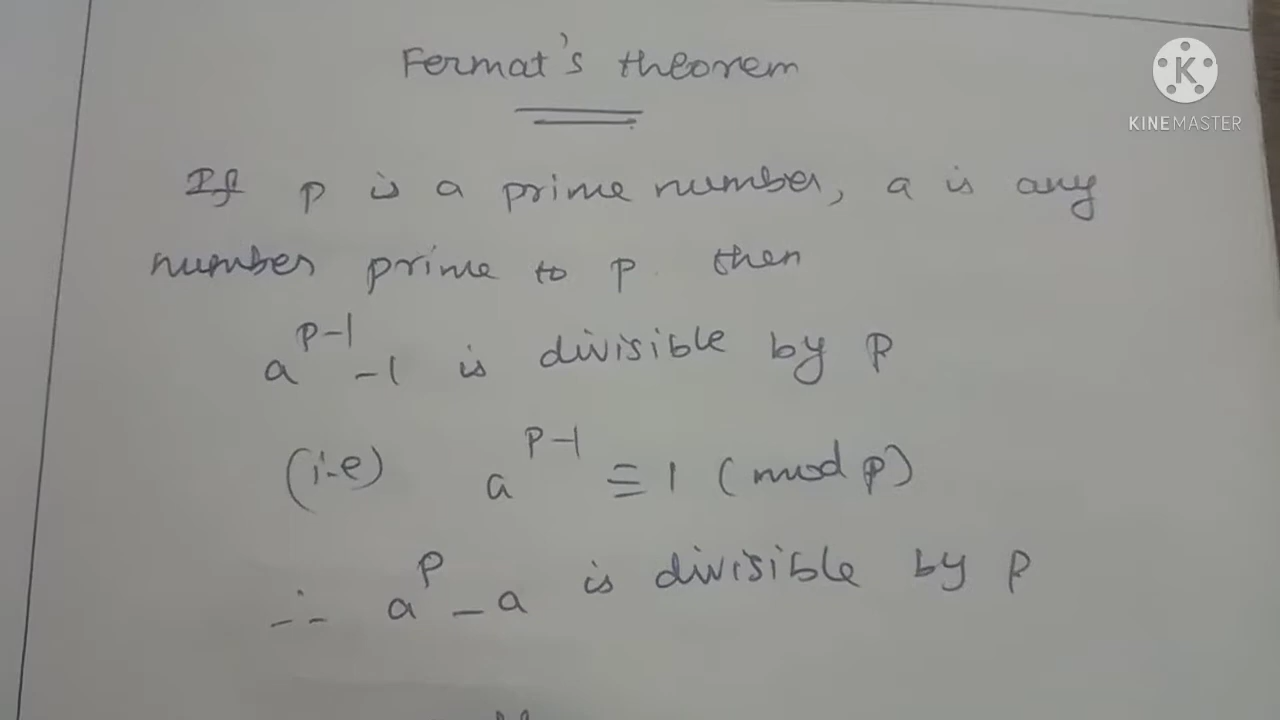 Fermat's theorem
K
KINEMASTER
If p is a prime number, a is any
number prime to p. then
a^{p-1} - 1 is divisible by p
(i.e) a^{p-1} ≡ 1 (mod p)
∴ a^p - a is divisible by p